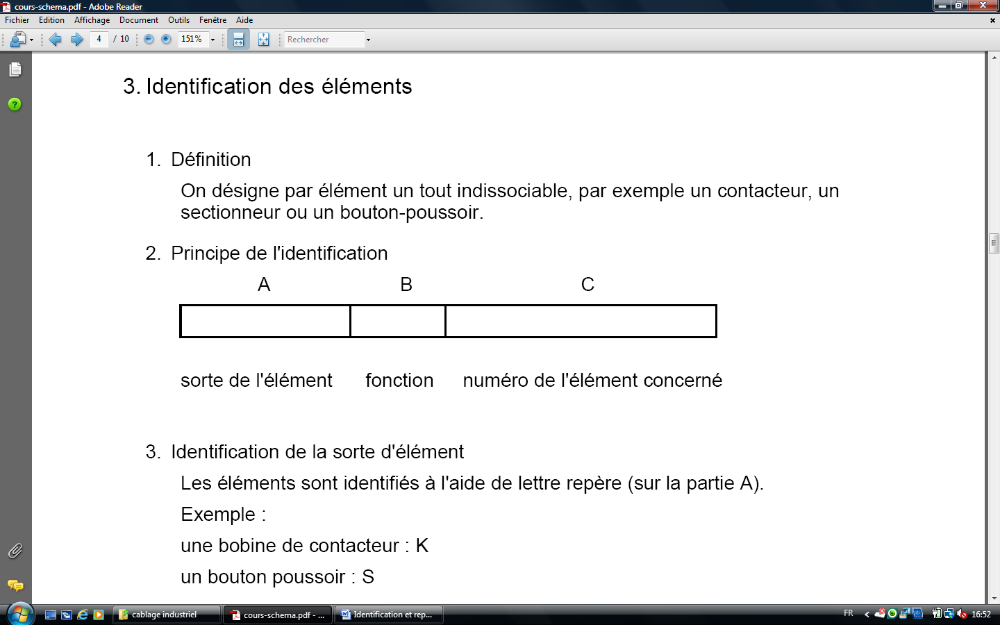 cours-schema.pdf - Adobe Reader
Fichier Edition Affichage Document Outils Fenêtre Aide
4 / 10 151% Rechercher
3. Identification des éléments
1. Définition
On désigne par élément un tout indissociable, par exemple un contacteur, un
sectionneur ou un bouton-poussoir.
2. Principe de l'identification
A B C
sorte de l'élément fonction numéro de l'élément concerné
3. Identification de la sorte d'élément
Les éléments sont identifiés à l'aide de lettre repère (sur la partie A).
Exemple :
une bobine de contacteur : K
un bouton poussoir : S
cablage industriel cours-schema.pdf - ... Identification et rep... FR 16:52